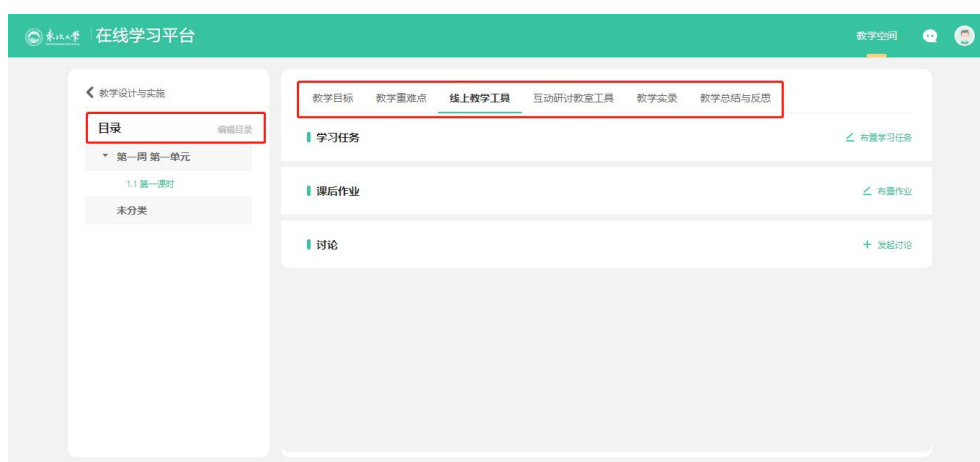 东北大学 在线学习平台 教学空间
教学设计与实施
目录 编辑目录
第一周 第一单元
1.1 第一课时
未分类
教学目标 教学重难点 线上教学工具 互动研讨教室工具 教学实录 教学总结与反思
学习任务 布置学习任务
课后作业 布置作业
讨论 发起讨论